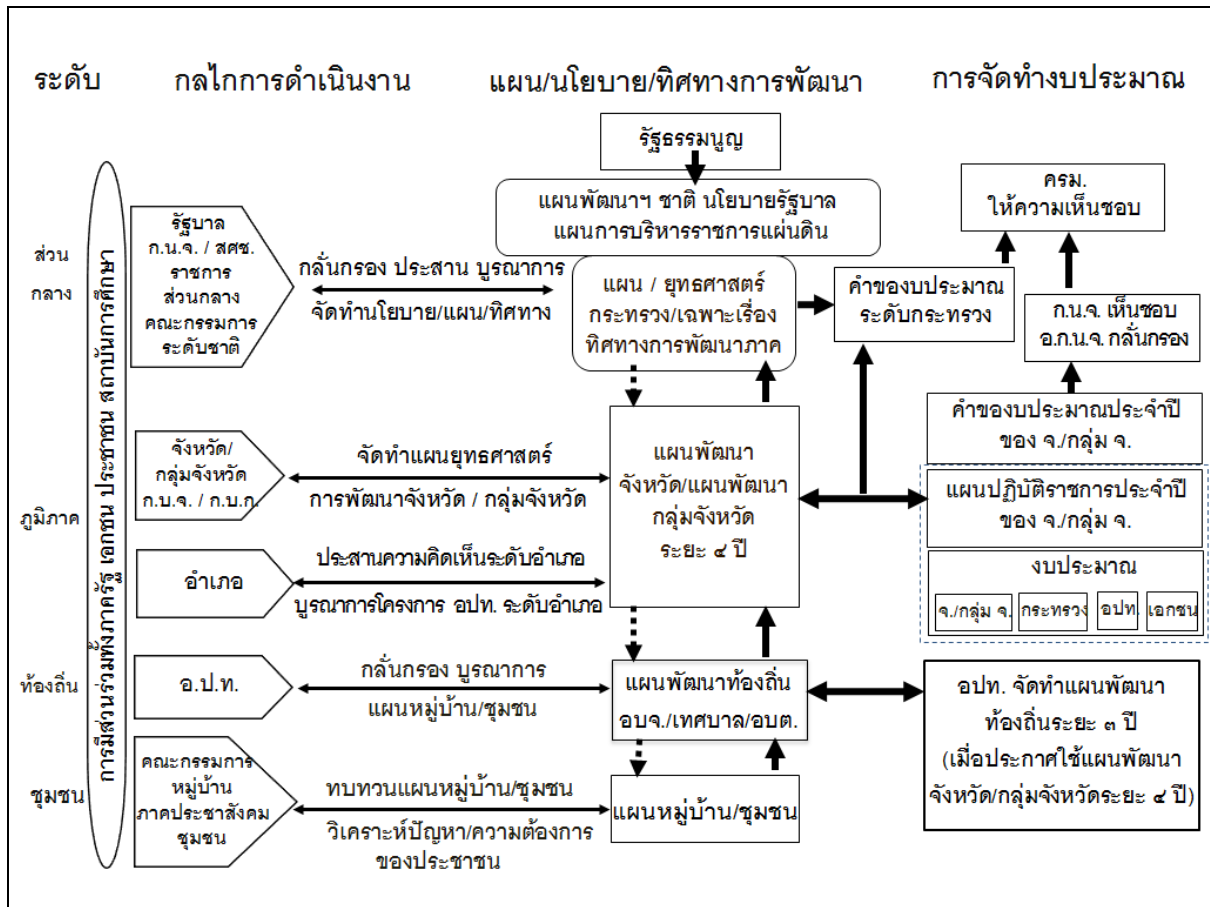 ระดับ
กลไกการดำเนินงาน
แผน/นโยบาย/ทิศทางการพัฒนา
การจัดทำงบประมาณ
การมีส่วนร่วมทั้งภาครัฐ เอกชน ประชาชน สถาบันการศึกษา
ส่วน
กลาง
รัฐบาล
ก.น.จ. / สศช.
ราชการ
ส่วนกลาง
คณะกรรมการ
ระดับชาติ
กลั่นกรอง ประสาน บูรณาการ
จัดทำนโยบาย/แผน/ทิศทาง
รัฐธรรมนูญ
แผนพัฒนาฯ ชาติ นโยบายรัฐบาล
แผนการบริหารราชการแผ่นดิน
แผน / ยุทธศาสตร์
กระทรวง/เฉพาะเรื่อง
ทิศทางการพัฒนาภาค
คำของบประมาณ
ระดับกระทรวง
ครม.
ให้ความเห็นชอบ
ก.น.จ. เห็นชอบ
อ.ก.น.จ. กลั่นกรอง
ภูมิภาค
จังหวัด/
กลุ่มจังหวัด
ก.บ.จ. / ก.บ.ก.
จัดทำแผนยุทธศาสตร์
การพัฒนาจังหวัด / กลุ่มจังหวัด
แผนพัฒนา
จังหวัด/แผนพัฒนา
กลุ่มจังหวัด
ระยะ ๔ ปี
คำของบประมาณประจำปี
ของ จ./กลุ่ม จ.
แผนปฏิบัติราชการประจำปี
ของ จ./กลุ่ม จ.
งบประมาณ
จ./กลุ่ม จ.
กระทรวง
อปท.
เอกชน
อำเภอ
ประสานความคิดเห็นระดับอำเภอ
บูรณาการโครงการ อปท. ระดับอำเภอ
ท้องถิ่น
อ.ป.ท.
กลั่นกรอง บูรณาการ
แผนหมู่บ้าน/ชุมชน
แผนพัฒนาท้องถิ่น
อบจ./เทศบาล/อบต.
อปท. จัดทำแผนพัฒนา
ท้องถิ่นระยะ ๓ ปี
(เมื่อประกาศใช้แผนพัฒนา
จังหวัด/กลุ่มจังหวัดระยะ ๔ ปี)
ชุมชน
คณะกรรมการ
หมู่บ้าน
ภาคประชาสังคม
ชุมชน
ทบทวนแผนหมู่บ้าน/ชุมชน
วิเคราะห์ปัญหา/ความต้องการ
ของประชาชน
แผนหมู่บ้าน/ชุมชน